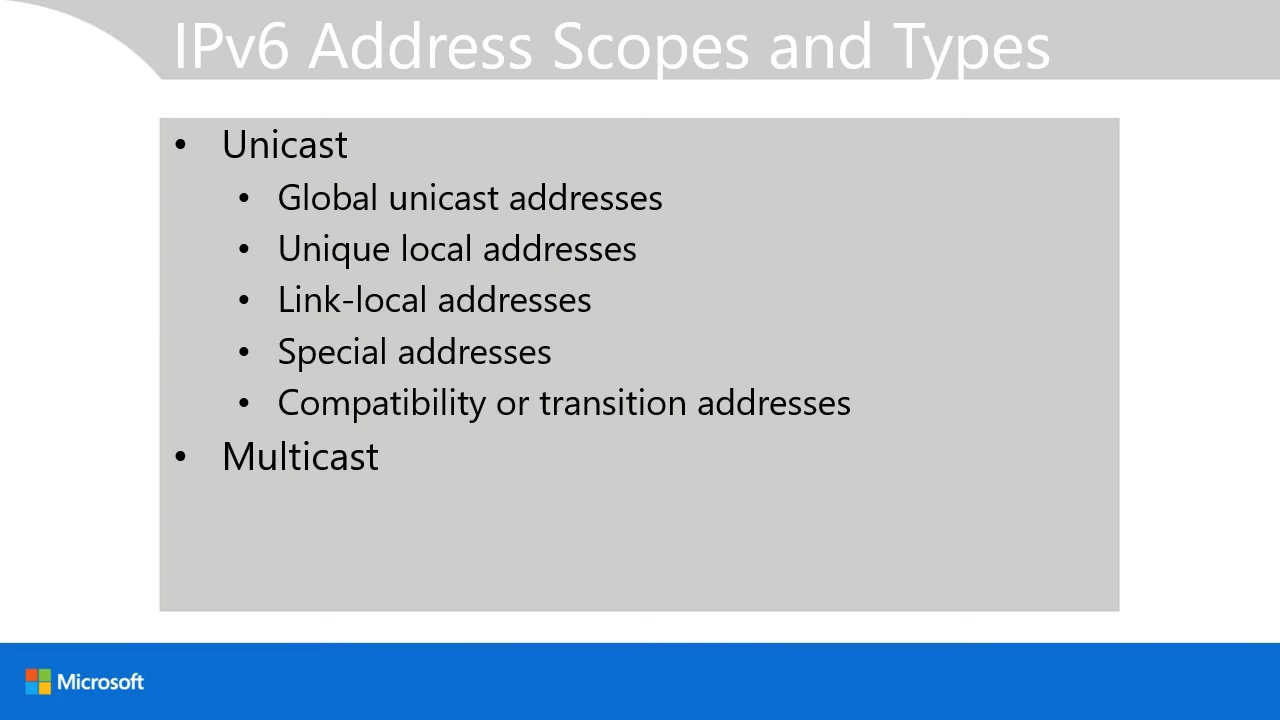 IPv6 Address Scopes and Types
• Unicast
• Global unicast addresses
• Unique local addresses
• Link-local addresses
• Special addresses
• Compatibility or transition addresses
• Multicast
Microsoft